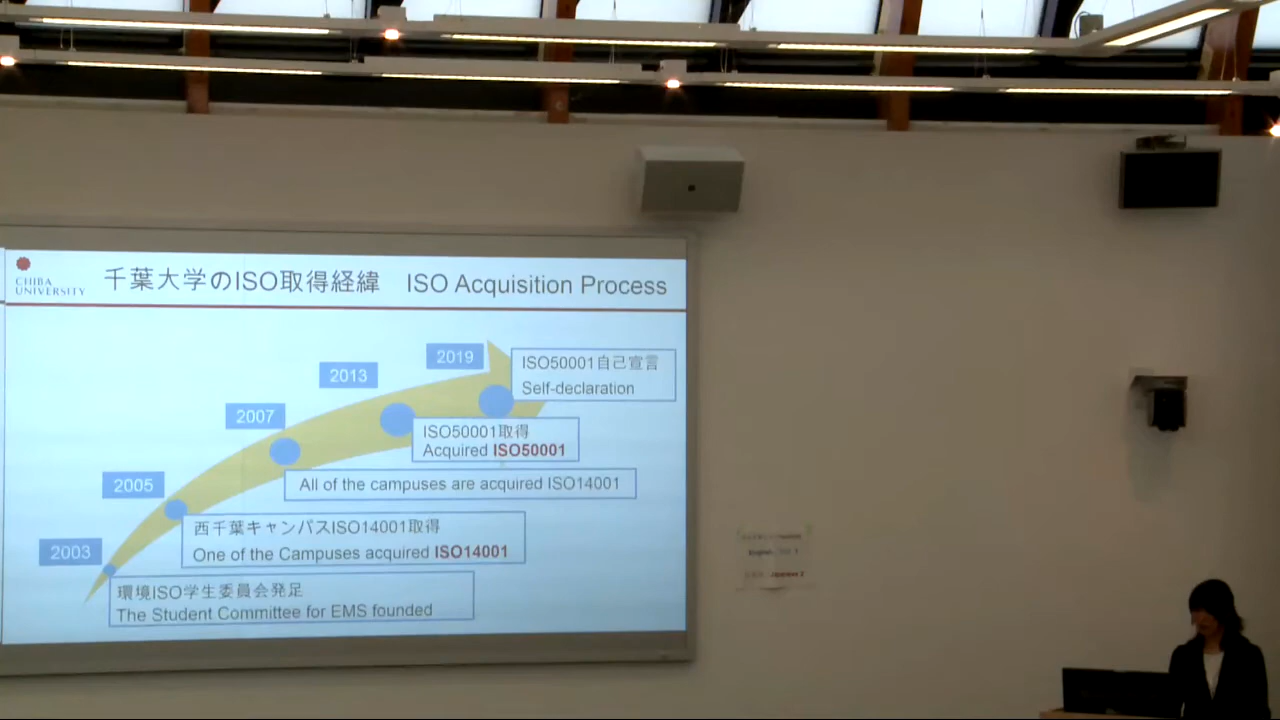 CHIBA
UNIVERSITY
千葉大学のISO取得経緯 ISO Acquisition Process
2019
ISO50001自己宣言
Self-declaration
2013
ISO50001取得
Acquired ISO50001
2007
All of the campuses are acquired ISO14001
2005
西千葉キャンパスISO14001取得
One of the Campuses acquired ISO14001
2003
環境ISO学生委員会発足
The Student Committee for EMS founded
English